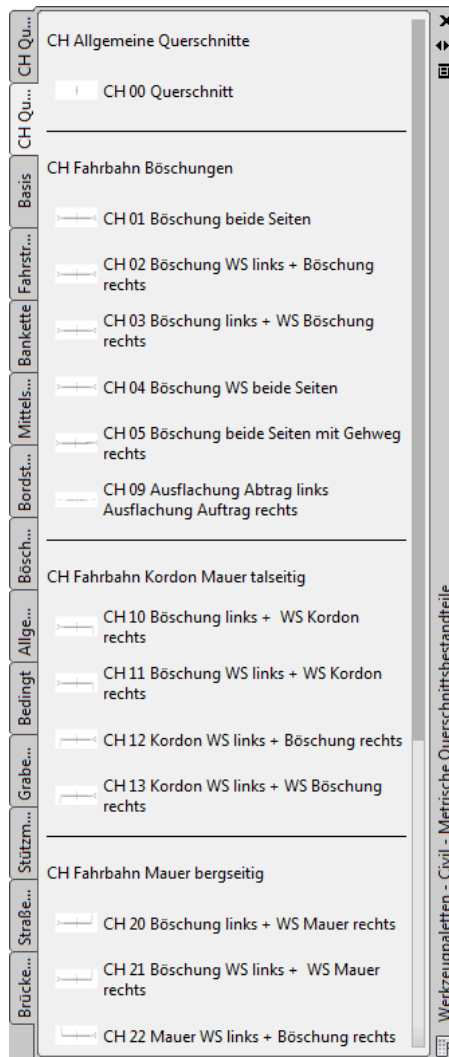 CH Qu...
CH Qu...
Basis
Fahrstr...
Bankette
Mittels...
Bordst...
Bösch...
Allge...
Bedingt
Grabe...
Stützm...
Straße...
Brücke...
CH Allgemeine Querschnitte
CH 00 Querschnitt
CH Fahrbahn Böschungen
CH 01 Böschung beide Seiten
CH 02 Böschung WS links + Böschung
rechts
CH 03 Böschung links + WS Böschung
rechts
CH 04 Böschung WS beide Seiten
CH 05 Böschung beide Seiten mit Gehweg
rechts
CH 09 Ausflachung Abtrag links
Ausflachung Auftrag rechts
CH Fahrbahn Kordon Mauer talseitig
CH 10 Böschung links + WS Kordon
rechts
CH 11 Böschung WS links + WS Kordon
rechts
CH 12 Kordon WS links + Böschung rechts
CH 13 Kordon WS links + WS Böschung
rechts
CH Fahrbahn Mauer bergseitig
CH 20 Böschung links + WS Mauer rechts
CH 21 Böschung WS links + WS Mauer
rechts
CH 22 Mauer WS links + Böschung rechts
Werkzeugpaletten - Civil - Metrische Querschnittsbestandteile